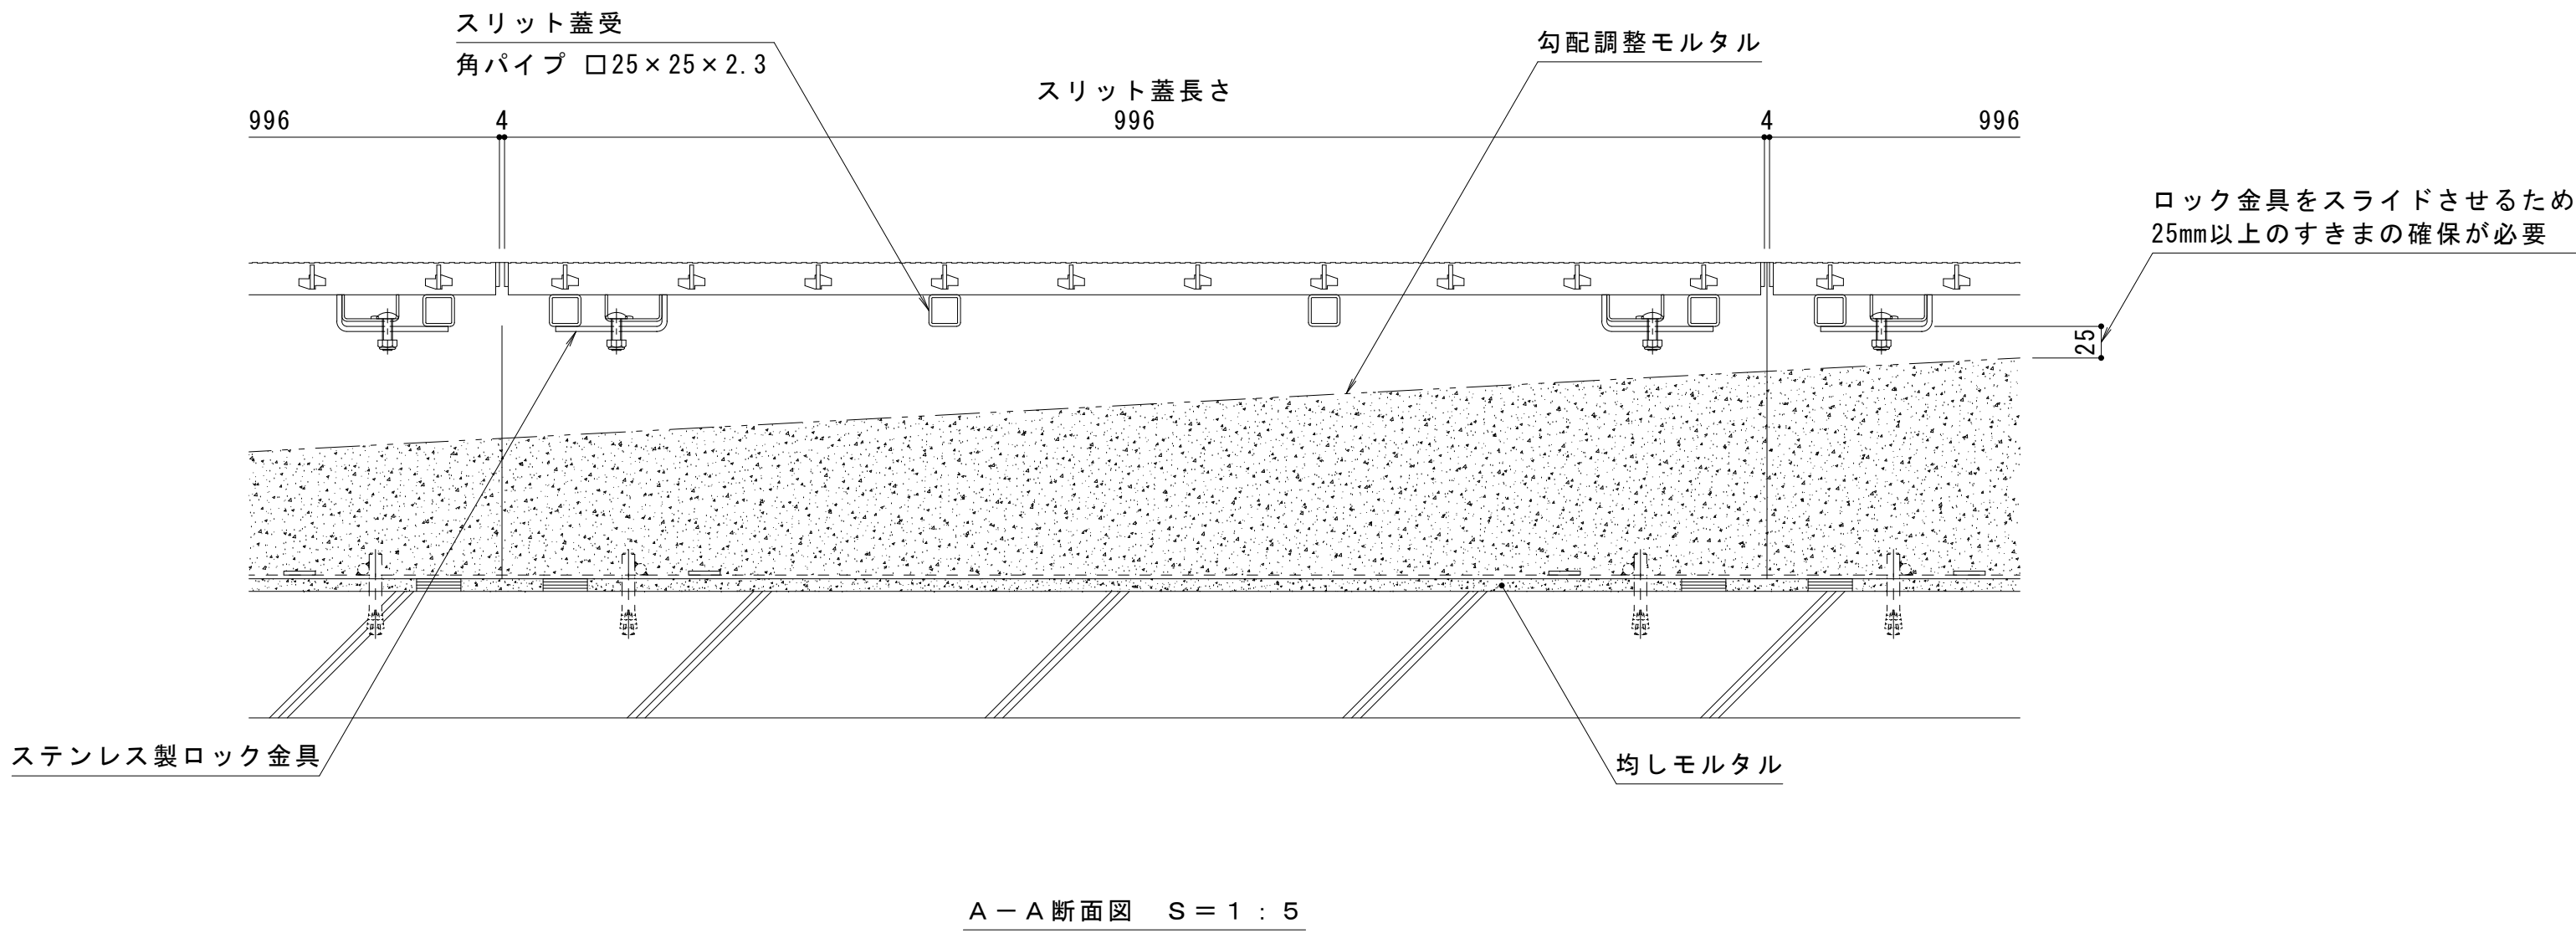 スリット蓋受
角パイプ □25×25×2.3
勾配調整モルタル
スリット蓋長さ
996 4 996 4 996
ロック金具をスライドさせるため
25mm以上のすきまの確保が必要
25
ステンレス製ロック金具
均しモルタル
A－A断面図 S＝1：5